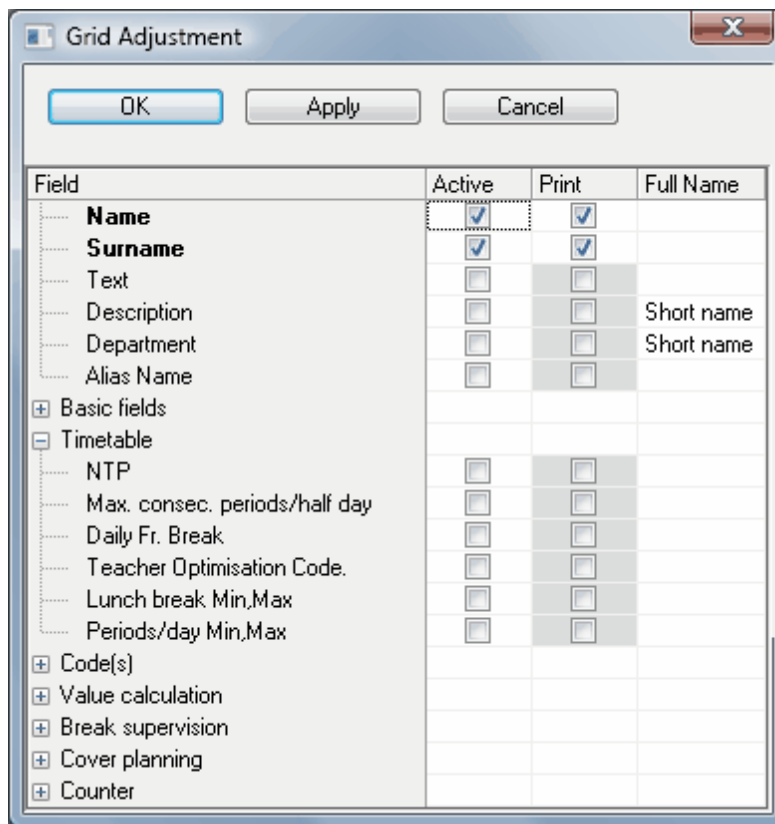 Grid Adjustment
OK Apply Cancel
Field Active Print Full Name
Name
Surname
Text
Description Short name
Department Short name
Alias Name
Basic fields
Timetable
NTP
Max. consec. periods/half day
Daily Fr. Break
Teacher Optimisation Code.
Lunch break Min,Max
Periods/day Min,Max
Code(s)
Value calculation
Break supervision
Cover planning
Counter